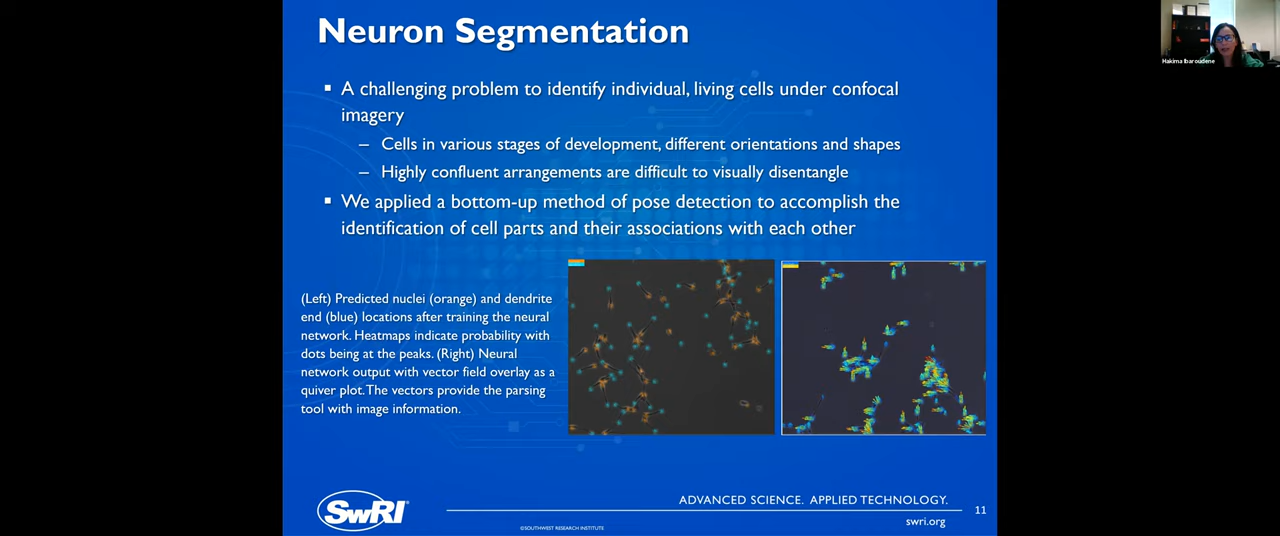 Neuron Segmentation
▪ A challenging problem to identify individual, living cells under confocal
imagery
– Cells in various stages of development, different orientations and shapes
– Highly confluent arrangements are difficult to visually disentangle
▪ We applied a bottom-up method of pose detection to accomplish the
identification of cell parts and their associations with each other
(Left) Predicted nuclei (orange) and dendrite
end (blue) locations after training the neural
network. Heatmaps indicate probability with
dots being at the peaks. (Right) Neural
network output with vector field overlay as a
quiver plot. The vectors provide the parsing
tool with image information.
SwRI®
ADVANCED SCIENCE. APPLIED TECHNOLOGY.
swri.org
11
©SOUTHWEST RESEARCH INSTITUTE
Hakima Ibaroudene